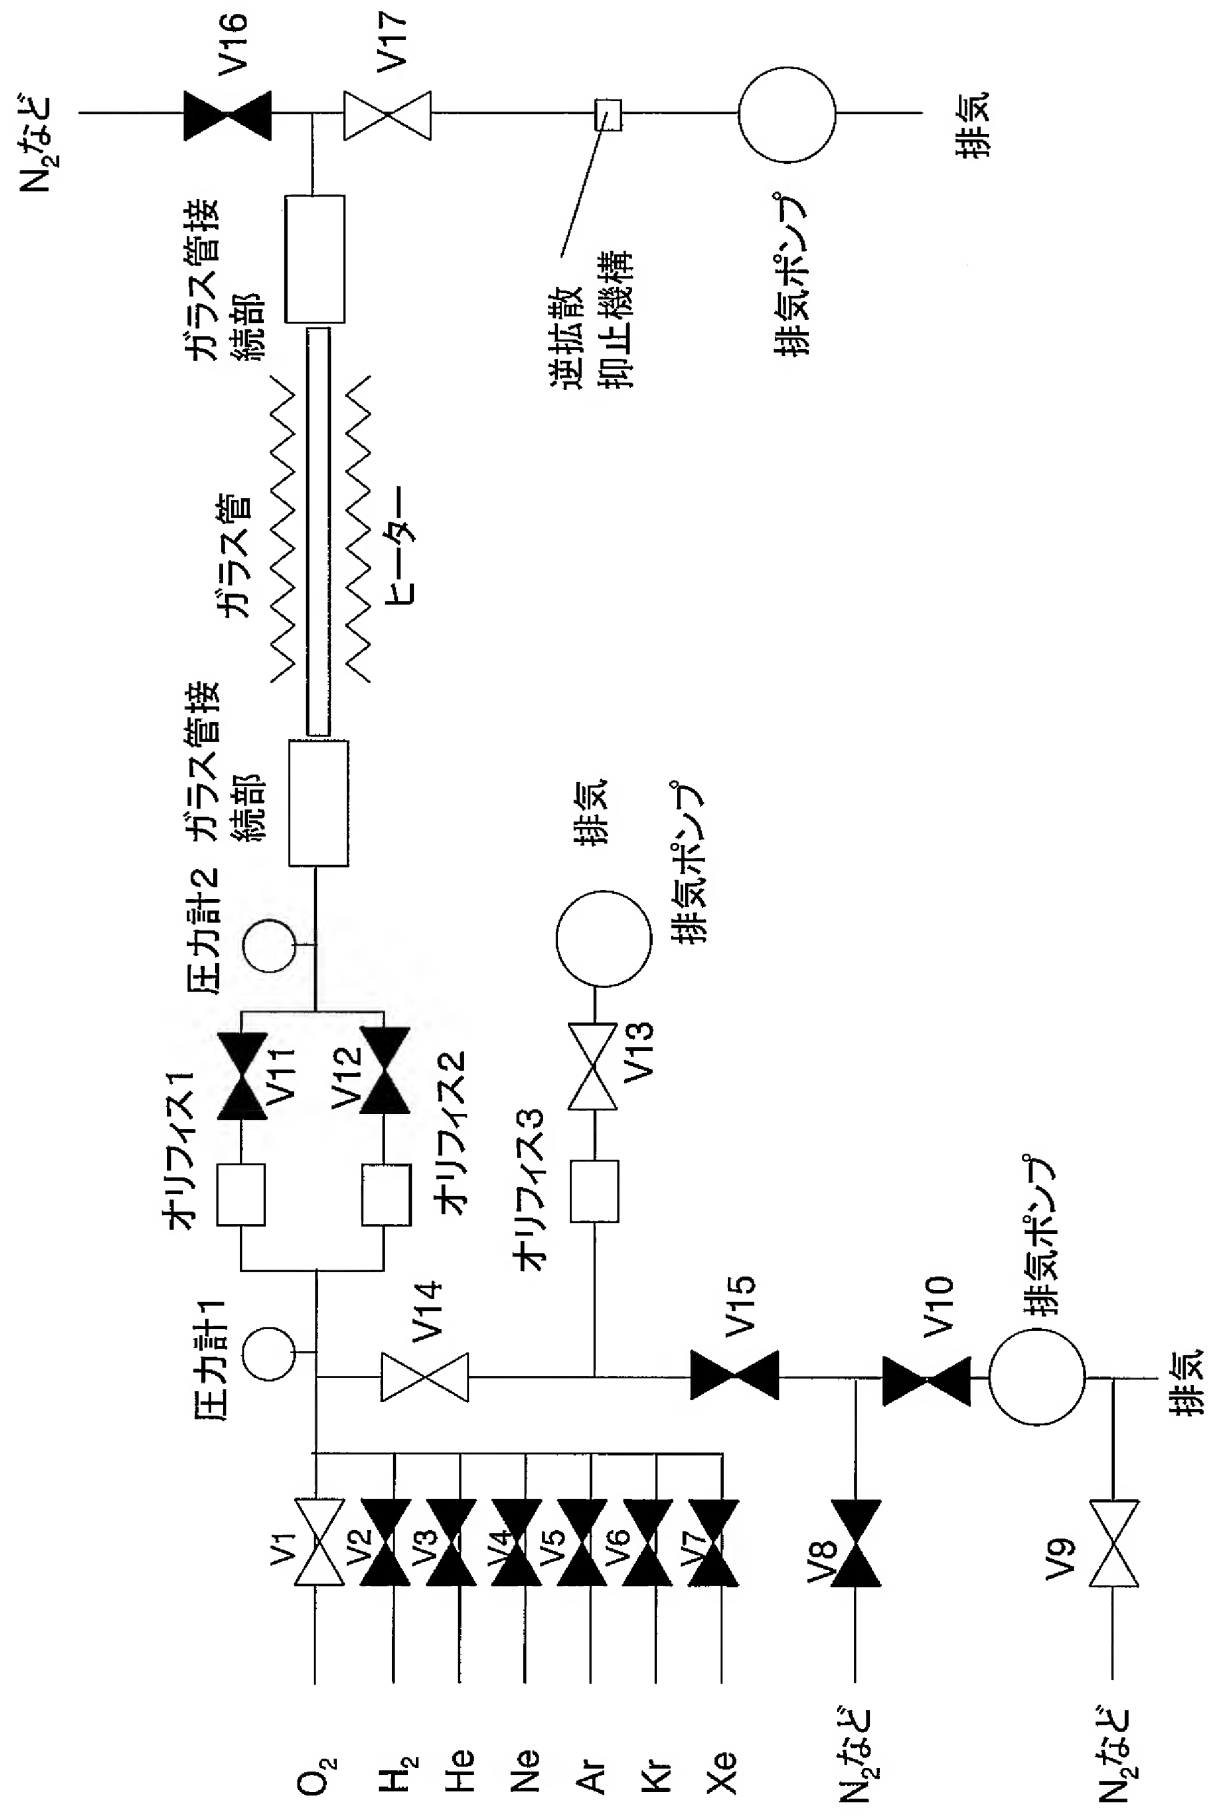 N₂など
V16
V17
ガラス管接
続部
逆拡散
抑止機構
排気ポンプ
排気
ガラス管
ヒーター
ガラス管接
続部
圧力計2
オリフィス1
V11
V12
オリフィス2
排気
排気ポンプ
V13
オリフィス3
圧力計1
V14
V15
V10
排気ポンプ
排気
V1
V2
V3
V4
V5
V6
V7
V8
V9
O₂
H₂
He
Ne
Ar
Kr
Xe
N₂など
N₂など